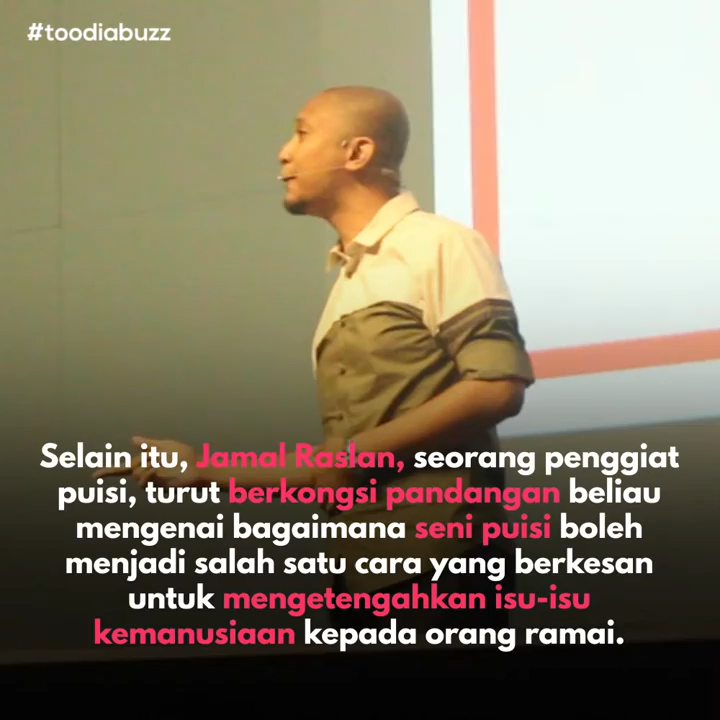 #toodiabuzz
Selain itu, Jamal Raslan, seorang penggiat
puisi, turut berkongsi pandangan beliau
mengenai bagaimana seni puisi boleh
menjadi salah satu cara yang berkesan
untuk mengetengahkan isu-isu
kemanusiaan kepada orang ramai.